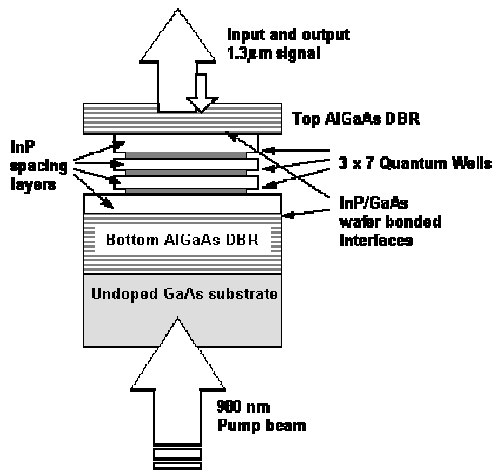 Input and output
1.3µm signal
Top AlGaAs DBR
InP
spacing
layers
3 x 7 Quantum Wells
InP/GaAs
wafer bonded
Interfaces
Bottom AlGaAs DBR
Undoped GaAs substrate
980 nm
Pump beam